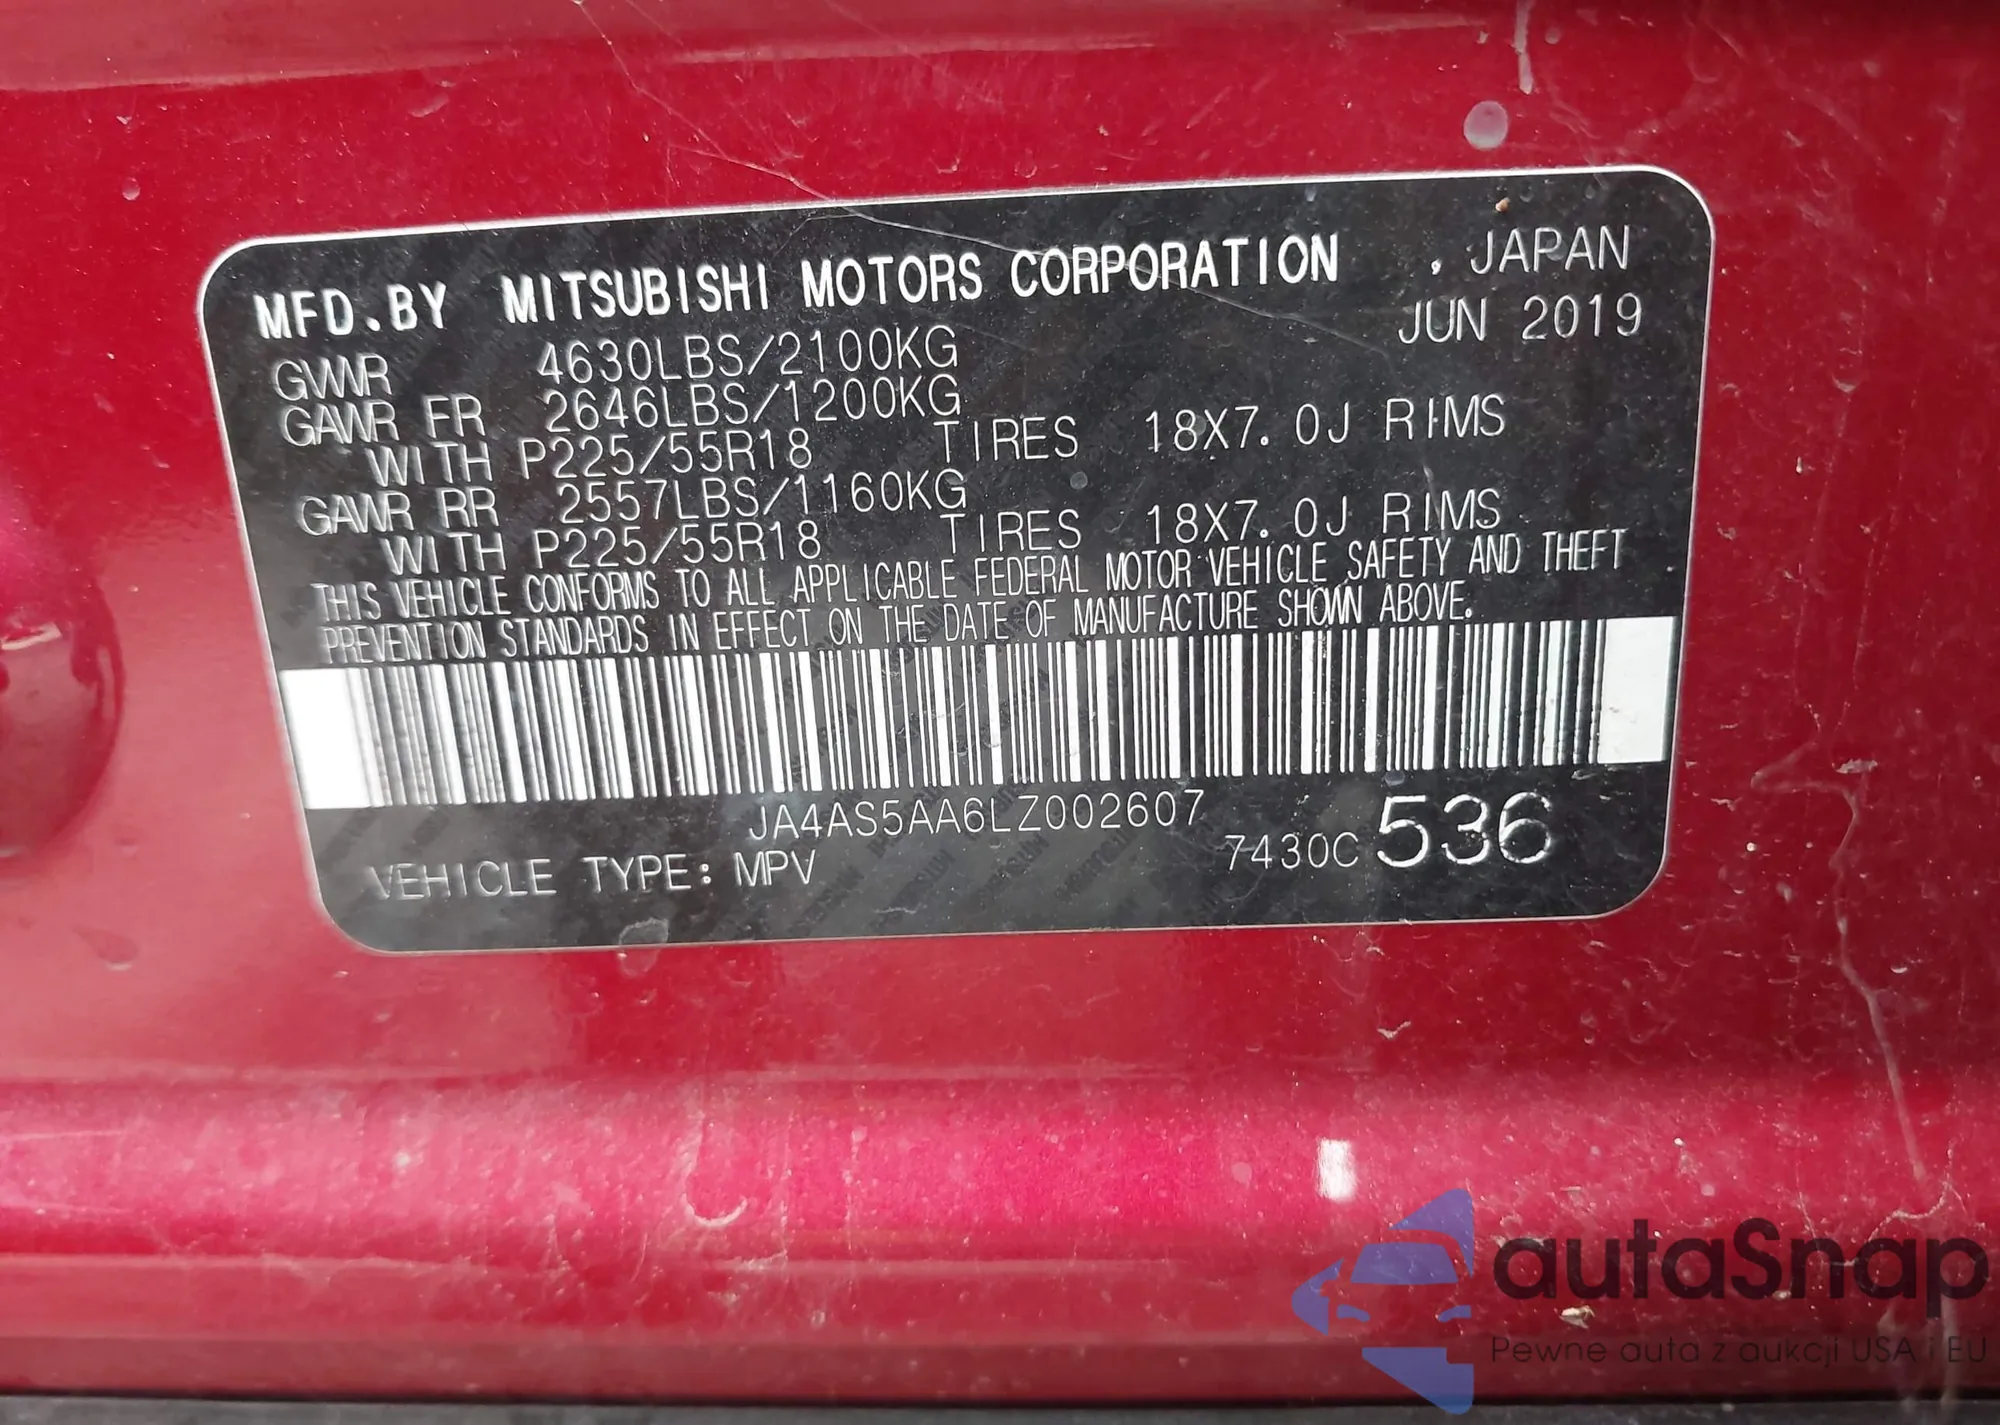 MFD.BY MITSUBISHI MOTORS CORPORATION , JAPAN
JUN 2019
GVWR 4630LBS/2100KG
GAWR FR 2646LBS/1200KG
WITH P225/55R18 TIRES 18X7.0J RIMS
GAWR RR 2557LBS/1160KG
WITH P225/55R18 TIRES 18X7.0J RIMS
THIS VEHICLE CONFORMS TO ALL APPLICABLE FEDERAL MOTOR VEHICLE SAFETY AND THEFT
PREVENTION STANDARDS IN EFFECT ON THE DATE OF MANUFACTURE SHOWN ABOVE.
JA4AS5AA6LZ002607
VEHICLE TYPE: MPV 7430C 536
autaSnap
Pewne auta z aukcji USA i EU